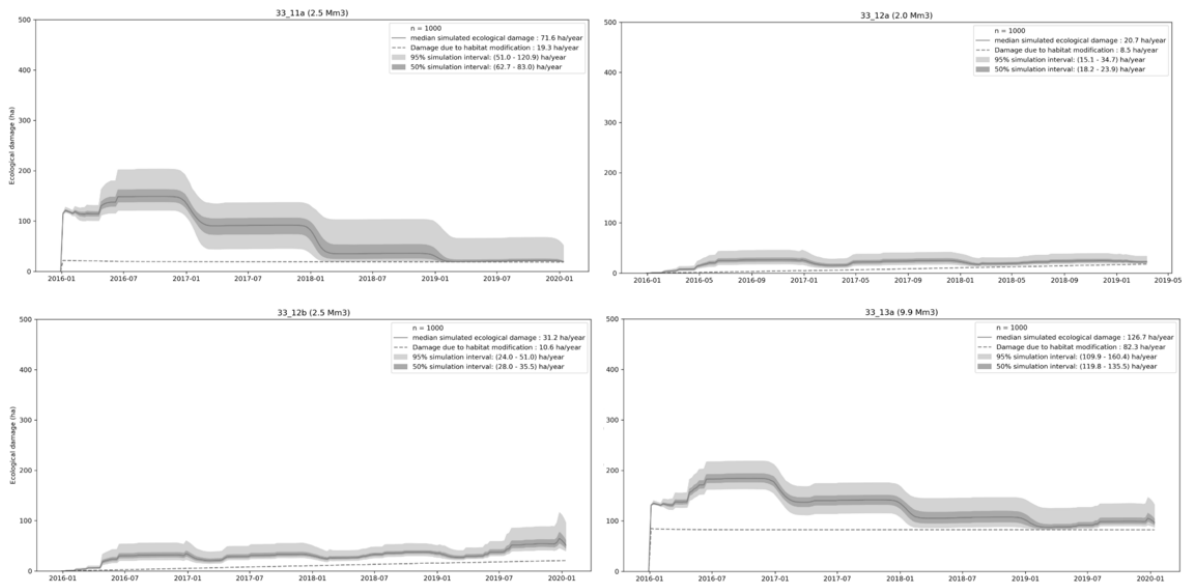 33_11a (2.5 Mm3)
n = 1000
median simulated ecological damage : 71.6 ha/year
Damage due to habitat modification : 19.3 ha/year
95% simulation interval: (51.0 - 120.9) ha/year
50% simulation interval: (62.7 - 83.0) ha/year
Ecological damage (ha)
500
400
300
200
100
0
2016-01 2016-07 2017-01 2017-07 2018-01 2018-07 2019-01 2019-07 2020-01
33_12a (2.0 Mm3)
n = 1000
median simulated ecological damage : 20.7 ha/year
Damage due to habitat modification : 8.5 ha/year
95% simulation interval: (15.1 - 34.7) ha/year
50% simulation interval: (18.2 - 23.9) ha/year
500
400
300
200
100
0
2016-01 2016-05 2016-09 2017-01 2017-05 2017-09 2018-01 2018-05 2018-09 2019-01 2019-05
33_12b (2.5 Mm3)
n = 1000
median simulated ecological damage : 31.2 ha/year
Damage due to habitat modification : 10.6 ha/year
95% simulation interval: (24.0 - 51.0) ha/year
50% simulation interval: (28.0 - 35.5) ha/year
Ecological damage (ha)
500
400
300
200
100
0
2016-01 2016-07 2017-01 2017-07 2018-01 2018-07 2019-01 2019-07 2020-01
33_13a (9.9 Mm3)
n = 1000
median simulated ecological damage : 126.7 ha/year
Damage due to habitat modification : 82.3 ha/year
95% simulation interval: (109.9 - 160.4) ha/year
50% simulation interval: (119.8 - 135.5) ha/year
500
400
300
200
100
0
2016-01 2016-07 2017-01 2017-07 2018-01 2018-07 2019-01 2019-07 2020-01